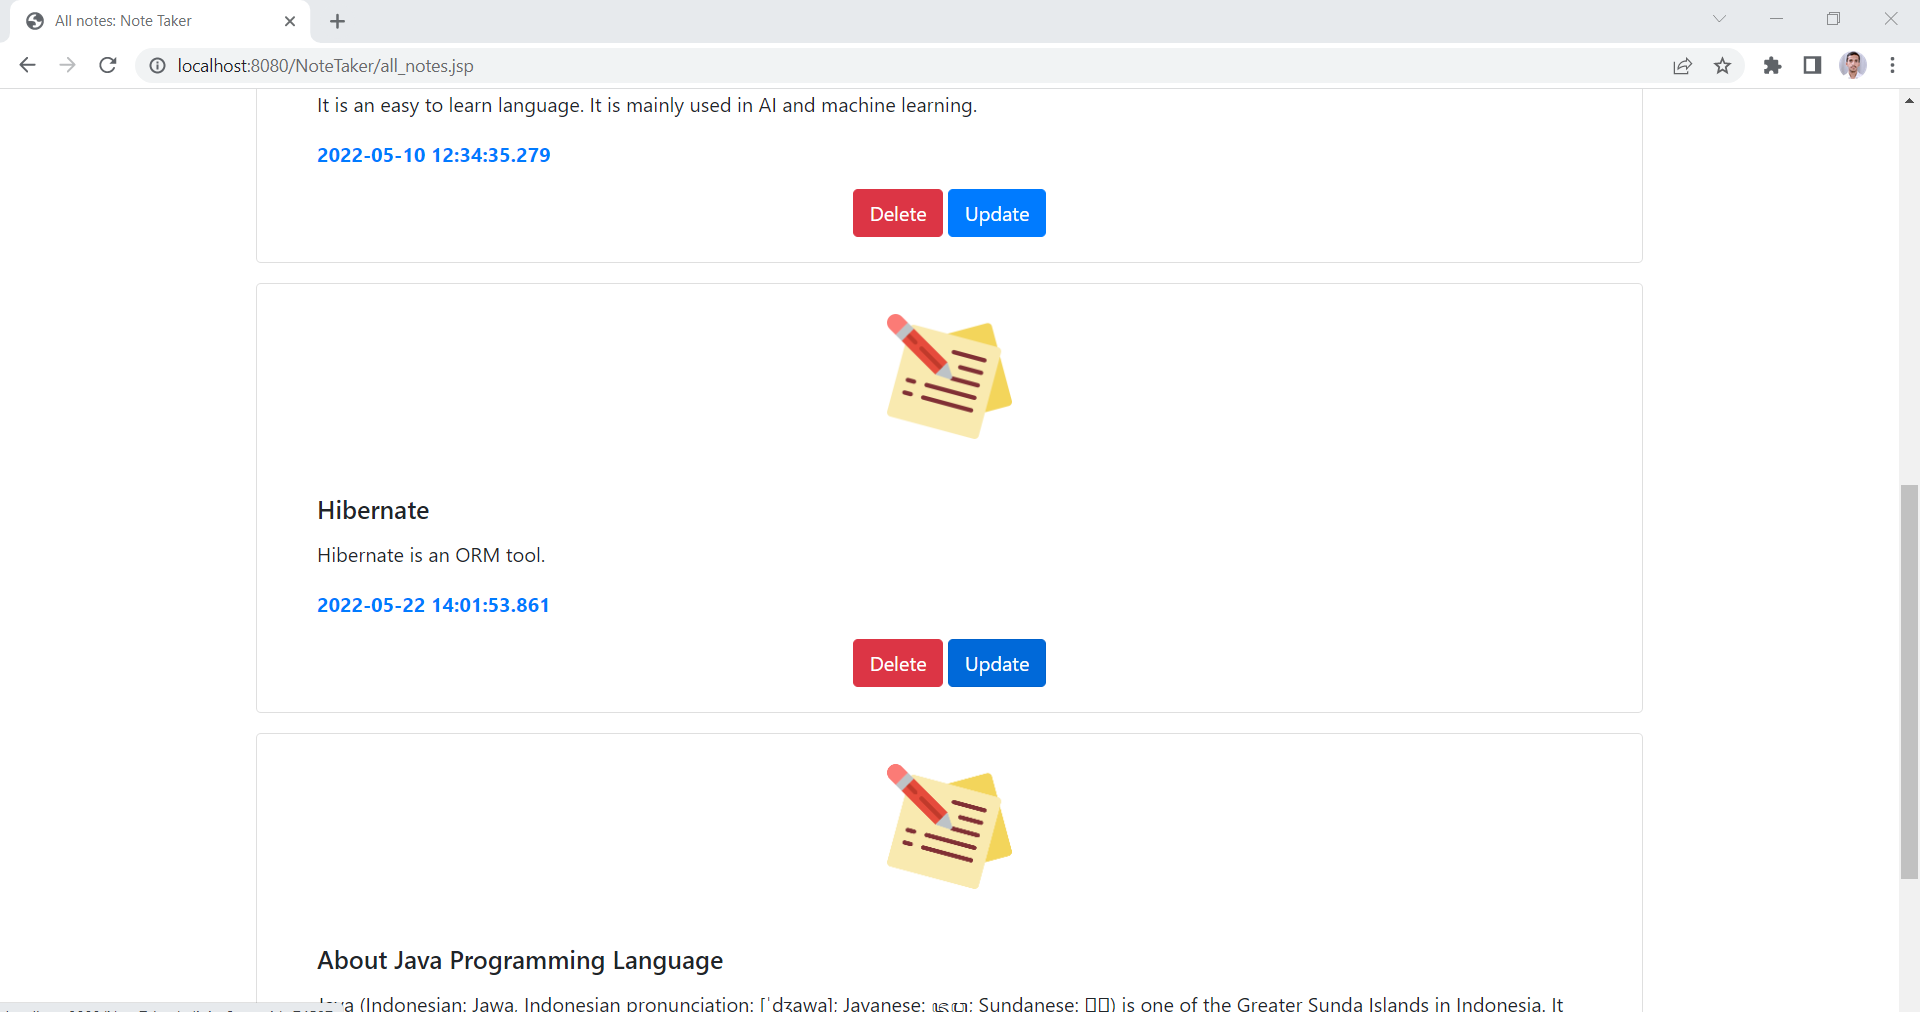 All notes: Note Taker
localhost:8080/NoteTaker/all_notes.jsp
It is an easy to learn language. It is mainly used in AI and machine learning.
2022-05-10 12:34:35.279
Delete Update
Hibernate
Hibernate is an ORM tool.
2022-05-22 14:01:53.861
Delete Update
About Java Programming Language
(Indonesian: Jawa, Indonesian pronunciation: [ˈdʒawa]; Javanese: ꦗꦮ; Sundanese: ) is one of the Greater Sunda Islands in Indonesia. It